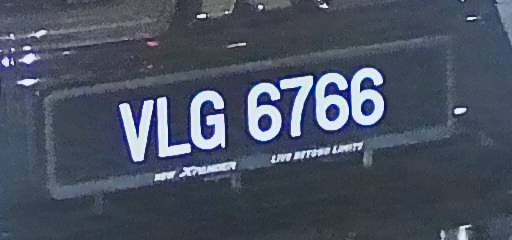 VLG 6766
NEW XPANDER LIVE BEYOND LIMITS